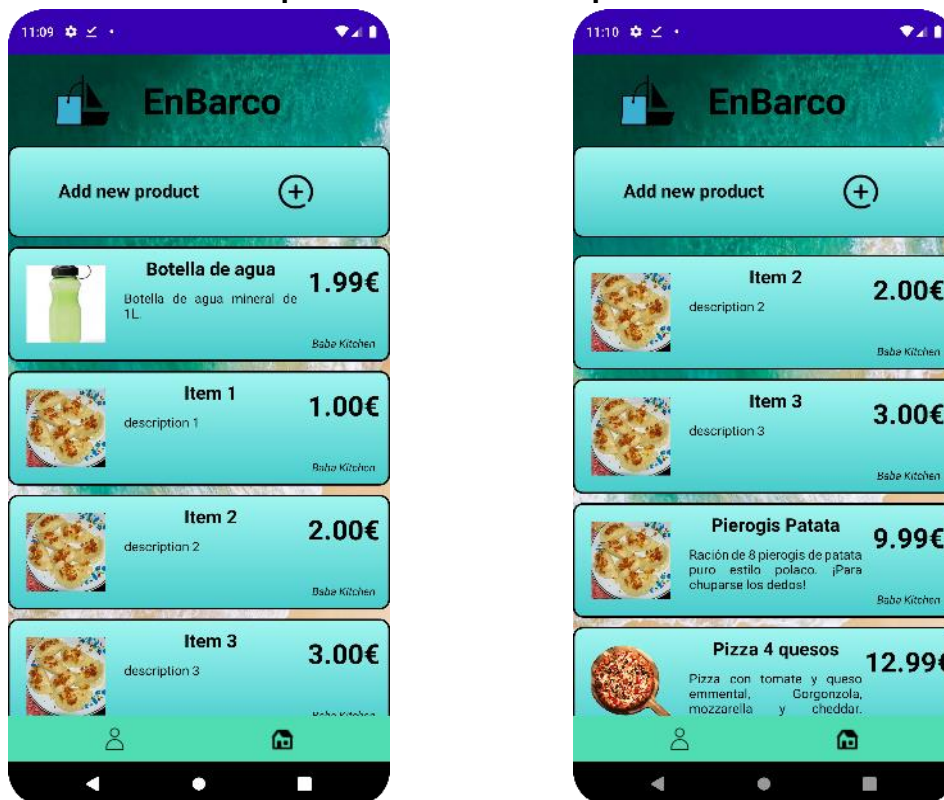 11:09
EnBarco
Add new product
Botella de agua
1.99€
Botella de agua mineral de
1L.
Baba Kitchen
Item 1
1.00€
description 1
Baba Kitchen
Item 2
2.00€
description 2
Baba Kitchen
Item 3
3.00€
description 3
Baba Kitchen
11:10
EnBarco
Add new product
Item 2
2.00€
description 2
Baba Kitchen
Item 3
3.00€
description 3
Baba Kitchen
Pierogis Patata
9.99€
Ración de 8 pierogis de patata
puro estilo polaco. ¡Para
chuparse los dedos!
Baba Kitchen
Pizza 4 quesos
12.99€
Pizza con tomate y queso
emmental, Gorgonzola,
mozzarella y cheddar.